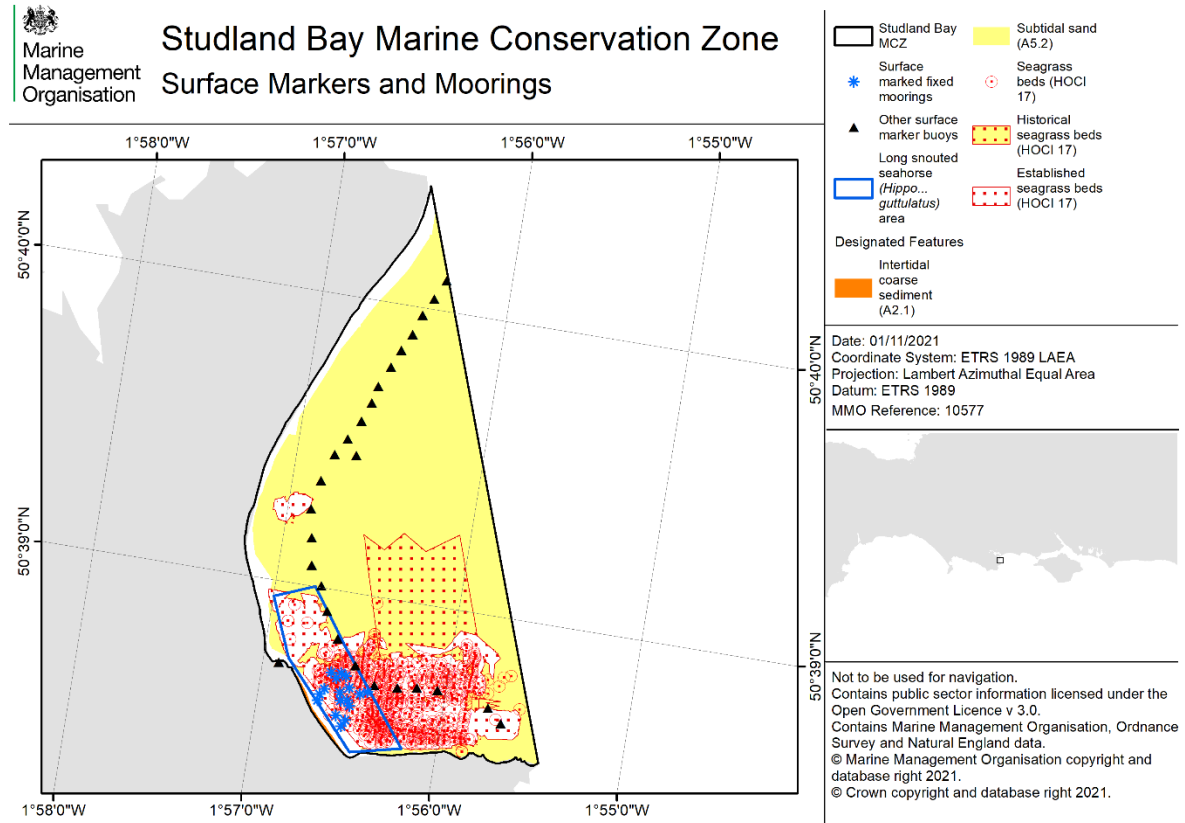 Marine
Management
Organisation
Studland Bay Marine Conservation Zone
Surface Markers and Moorings
1°58'0"W
1°57'0"W
1°56'0"W
1°55'0"W
50°40'0"N
50°39'0"N
50°40'0"N
50°39'0"N
1°58'0"W
1°57'0"W
1°56'0"W
1°55'0"W
Studland Bay
MCZ
Surface
marked fixed
moorings
Other surface
marker buoys
Long snouted
seahorse
(Hippo...
guttulatus)
area
Designated Features
Intertidal
coarse
sediment
(A2.1)
Subtidal sand
(A5.2)
Seagrass
beds (HOCI
17)
Historical
seagrass beds
(HOCI 17)
Established
seagrass beds
(HOCI 17)
Date: 01/11/2021
Coordinate System: ETRS 1989 LAEA
Projection: Lambert Azimuthal Equal Area
Datum: ETRS 1989
MMO Reference: 10577
Not to be used for navigation.
Contains public sector information licensed under the
Open Government Licence v 3.0.
Contains Marine Management Organisation, Ordnance
Survey and Natural England data.
© Marine Management Organisation copyright and
database right 2021.
© Crown copyright and database right 2021.